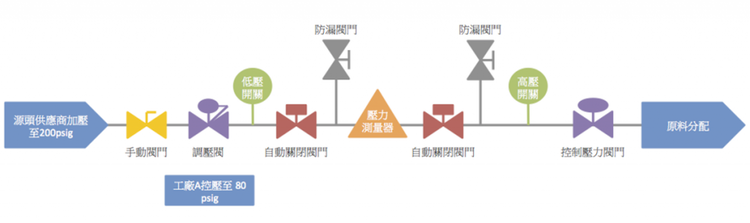 防漏閥門
防漏閥門
低壓
開關
高壓
開關
源頭供應商加壓
至200psig
壓力
測量器
原料分配
手動閥門
調壓閥
自動關閉閥門
自動關閉閥門
控制壓力閥門
工廠A控壓至 80
psig